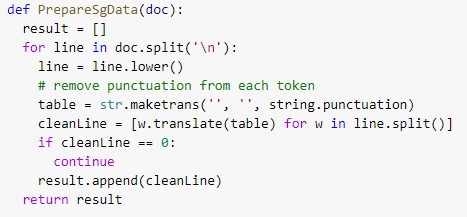 def PrepareSgData(doc):
  result = []
  for line in doc.split('\n'):
    line = line.lower()
    # remove punctuation from each token
    table = str.maketrans('', '', string.punctuation)
    cleanLine = [w.translate(table) for w in line.split()]
    if cleanLine == 0:
      continue
    result.append(cleanLine)
  return result